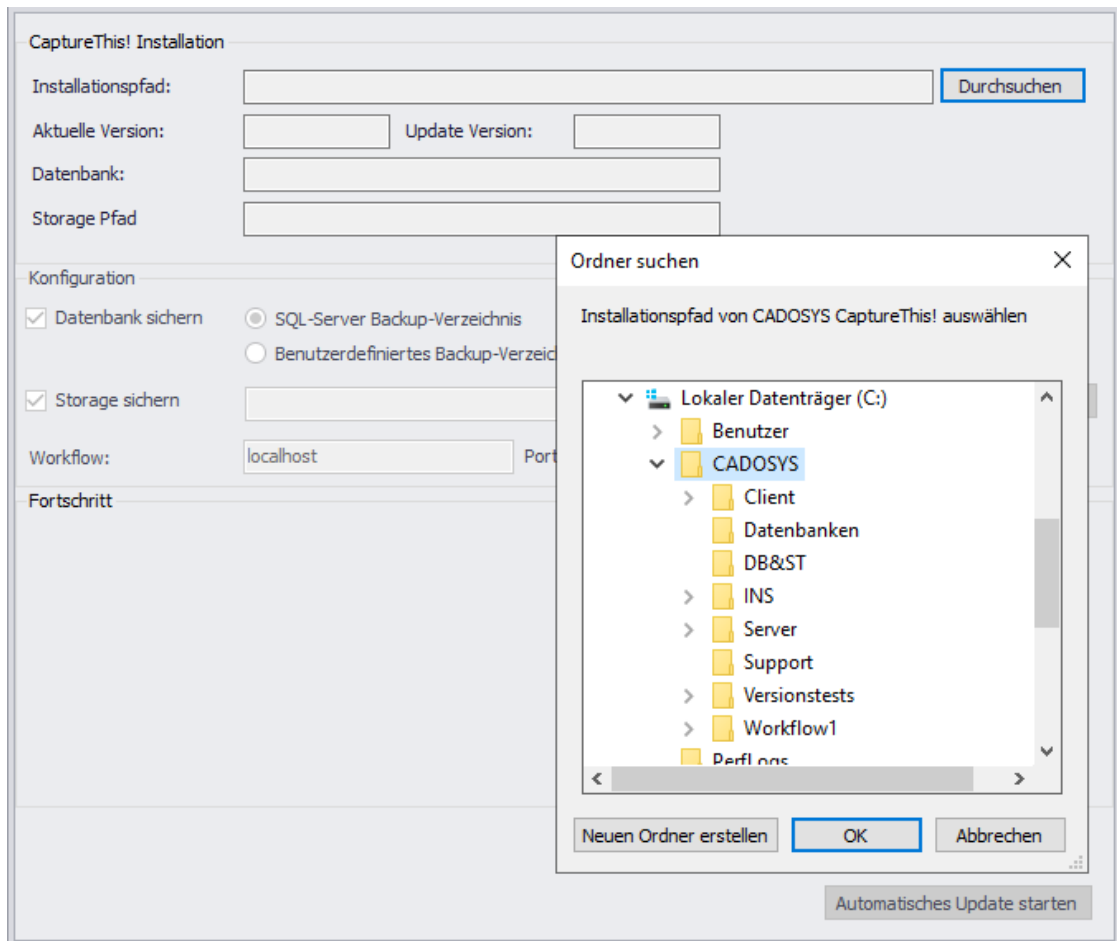 CaptureThis! Installation
Installationspfad:
Durchsuchen
Aktuelle Version:
Update Version:
Datenbank:
Storage Pfad
Konfiguration
Datenbank sichern
SQL-Server Backup-Verzeichnis
Benutzerdefiniertes
Storage sichern
Workflow:
localhost
Port
Fortschritt
Ordner suchen
Installationspfad von CADOSYS CaptureThis! auswählen
Lokaler Datenträger (C:)
Benutzer
CADOSYS
Client
Datenbanken
DB&ST
INS
Server
Support
Versionstests
Workflow1
PerfLogs
Neuen Ordner erstellen
OK
Abbrechen
Automatisches Update starten